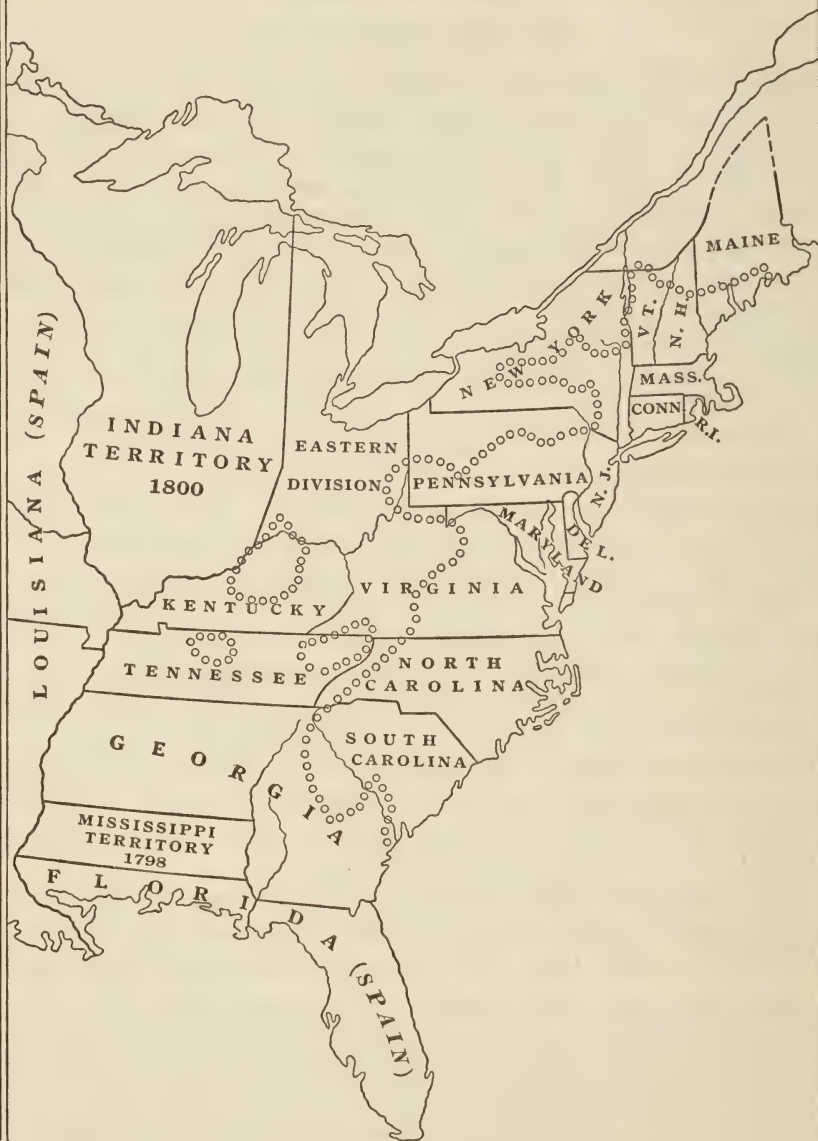 MAINE
NEW YORK
VT.
N. H.
MASS.
CONN.
R.I.
LOUISIANA (SPAIN)
INDIANA
TERRITORY
1800
EASTERN
DIVISION
PENNSYLVANIA
N. J.
MARYLAND
DEL.
VIRGINIA
KENTUCKY
TENNESSEE
NORTH
CAROLINA
SOUTH
CAROLINA
GEORGIA
MISSISSIPPI
TERRITORY
1798
FLORIDA (SPAIN)